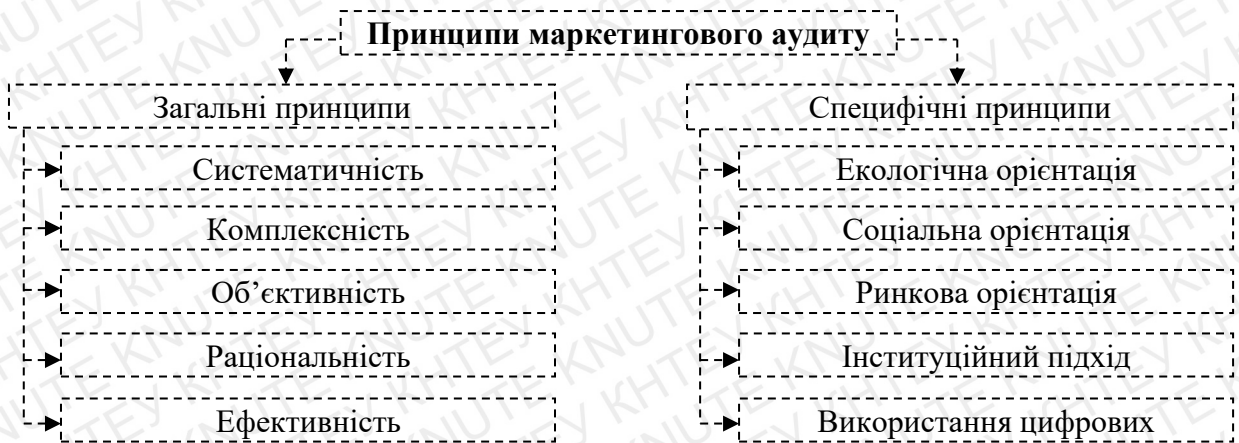 Принципи маркетингового аудиту
Загальні принципи
Систематичність
Комплексність
Об’єктивність
Раціональність
Ефективність
Специфічні принципи
Екологічна орієнтація
Соціальна орієнтація
Ринкова орієнтація
Інституційний підхід
Використання цифрових